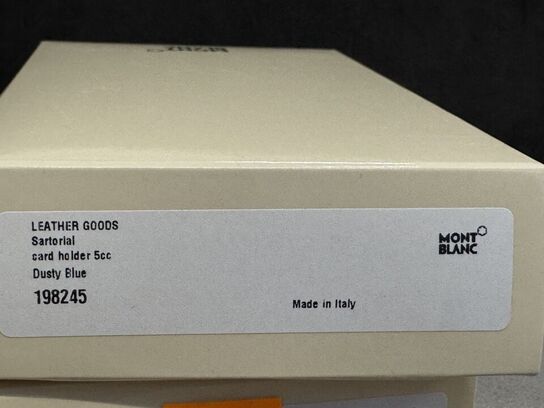 LEATHER GOODS
Sartorial
card holder 5cc
Dusty Blue
198245
MONT
BLANC
Made in Italy